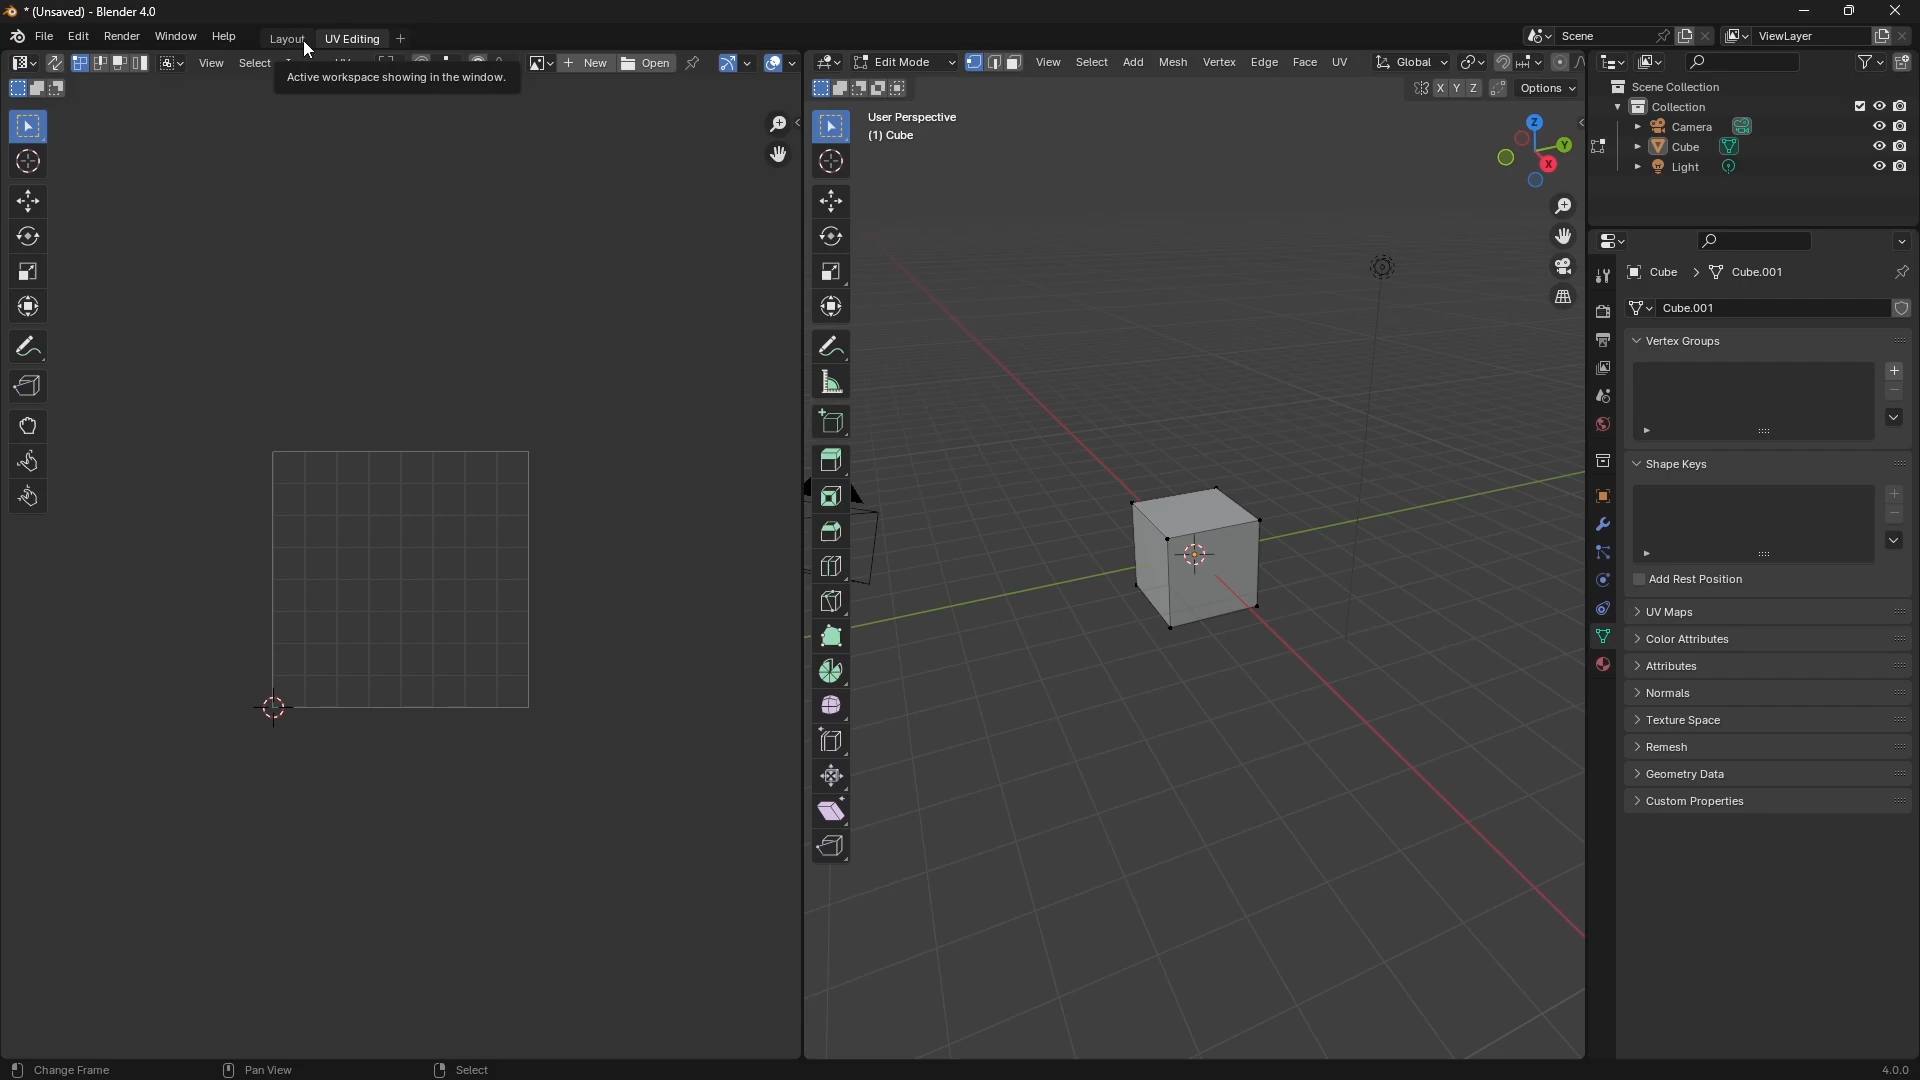 * (Unsaved) - Blender 4.0
File Edit Render Window Help Layout UV Editing + Scene ViewLayer
View Select New Open
Active workspace showing in the window.
Edit Mode View Select Add Mesh Vertex Edge Face UV Global
X Y Z Options
User Perspective
(1) Cube
Z
Y
X
Scene Collection
Collection
Camera
Cube
Light
Cube > Cube.001
Cube.001
Vertex Groups
Shape Keys
Add Rest Position
UV Maps
Color Attributes
Attributes
Normals
Texture Space
Remesh
Geometry Data
Custom Properties
Change Frame Pan View Select 4.0.0